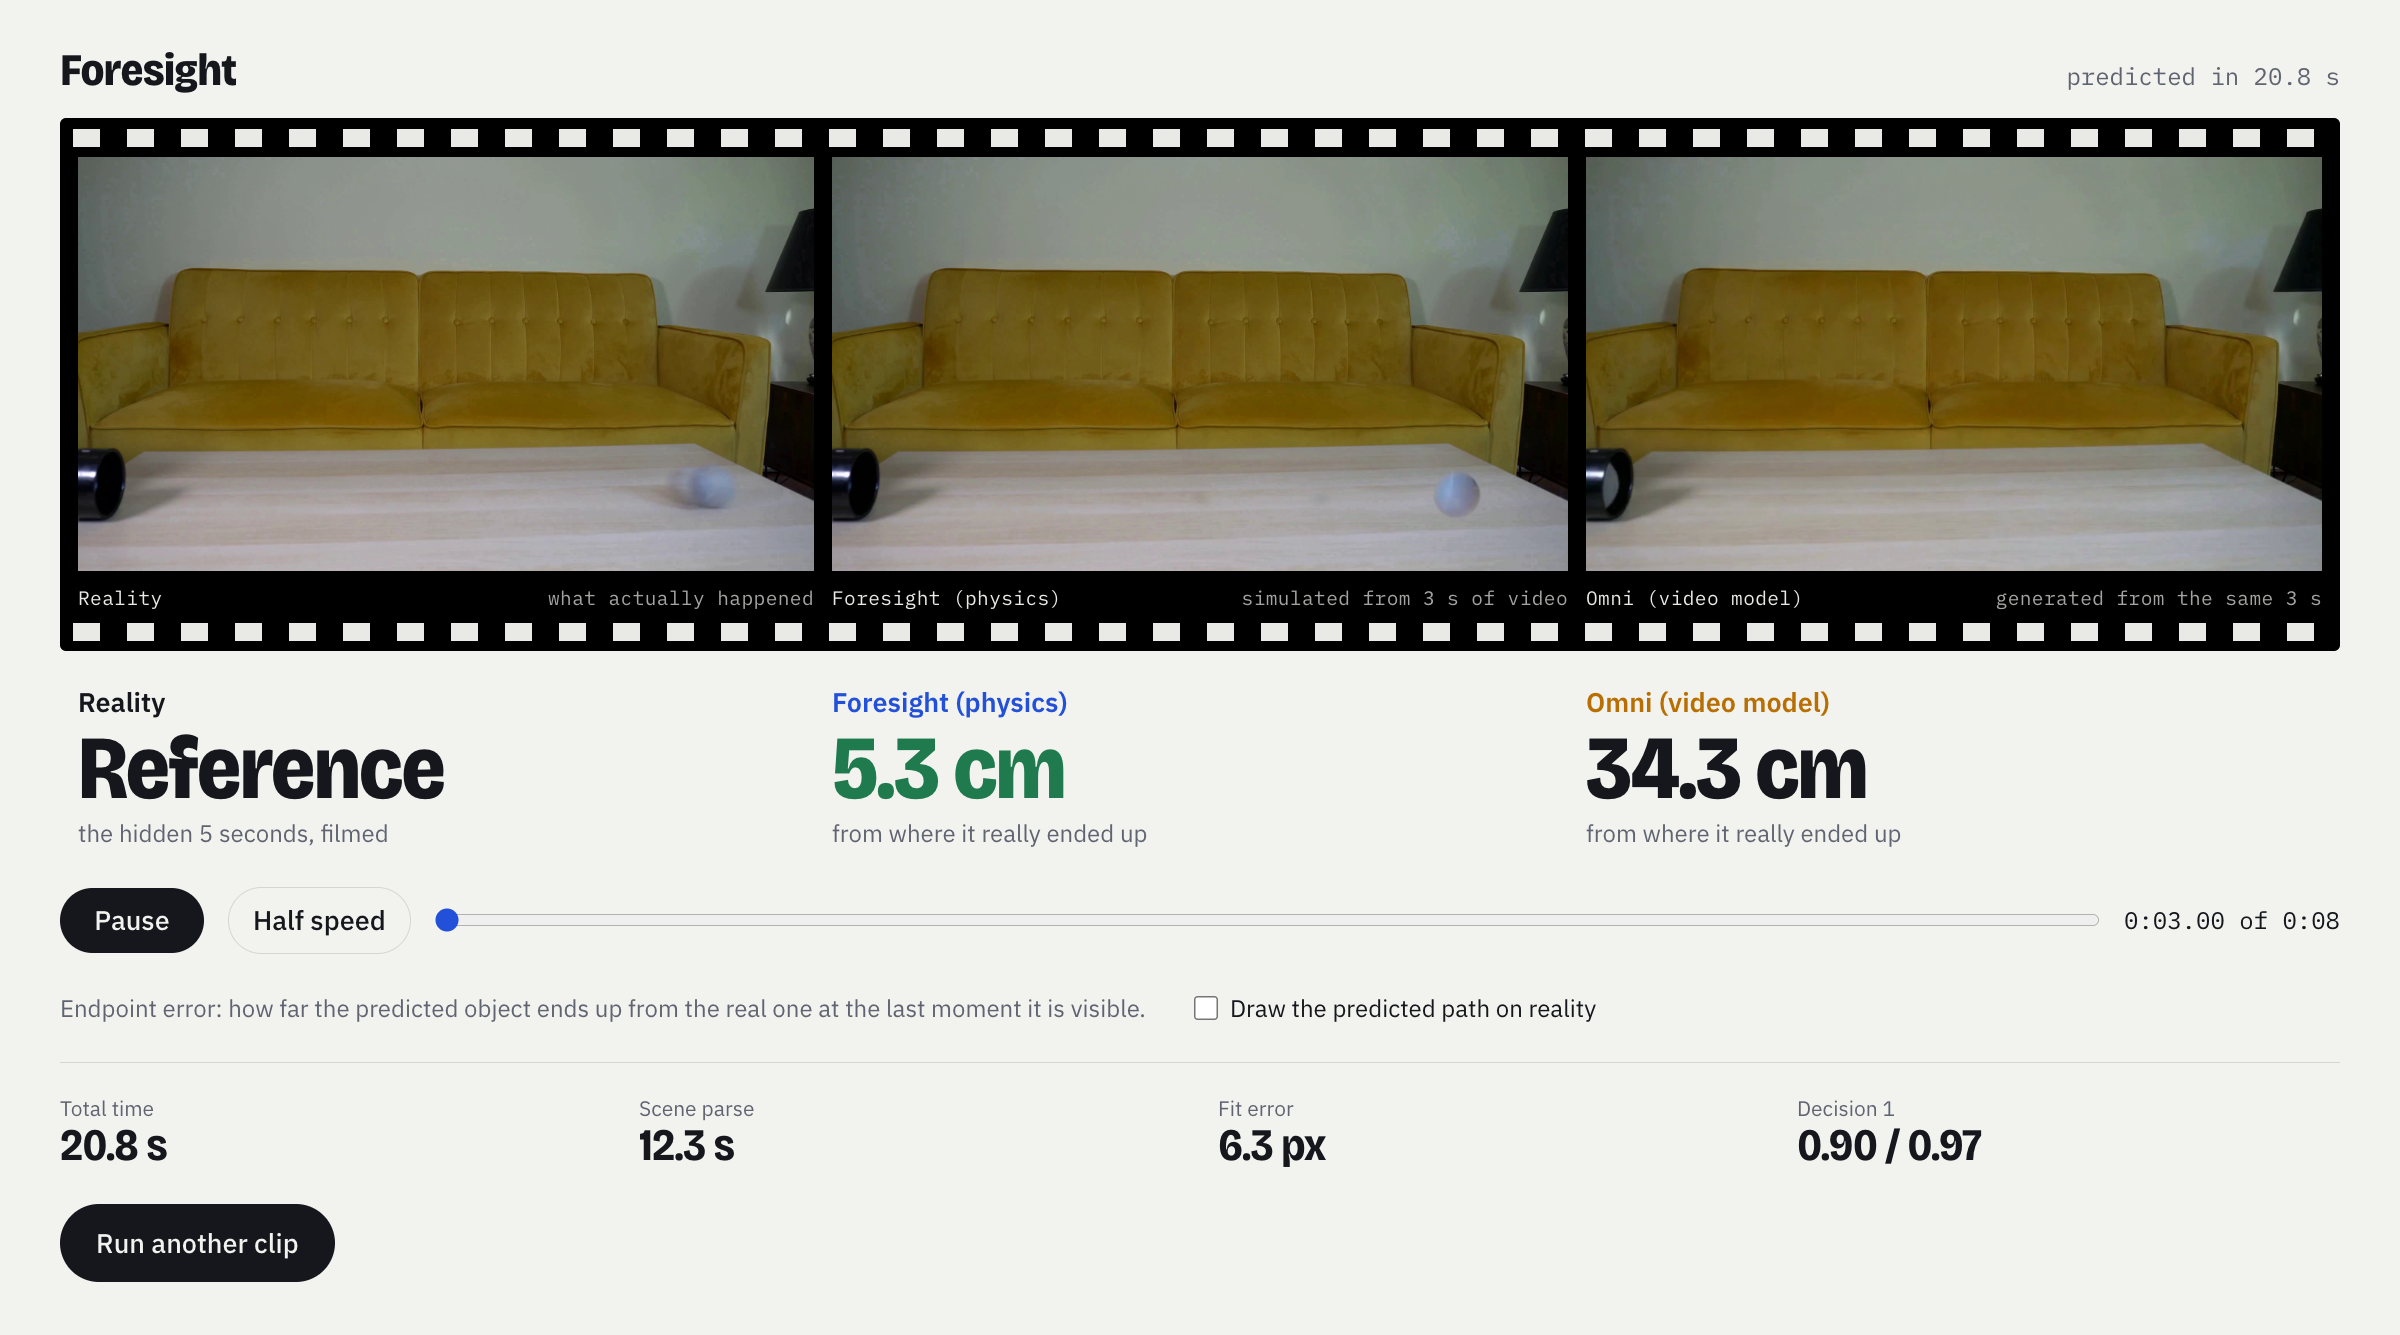 Foresight
predicted in 20.8 s
Reality
what actually happened
Foresight (physics)
simulated from 3 s of video
Omni (video model)
generated from the same 3 s
Reality
Reference
the hidden 5 seconds, filmed
Foresight (physics)
5.3 cm
from where it really ended up
Omni (video model)
34.3 cm
from where it really ended up
Pause
Half speed
0:03.00 of 0:08
Endpoint error: how far the predicted object ends up from the real one at the last moment it is visible.
Draw the predicted path on reality
Total time
20.8 s
Scene parse
12.3 s
Fit error
6.3 px
Decision 1
0.90 / 0.97
Run another clip